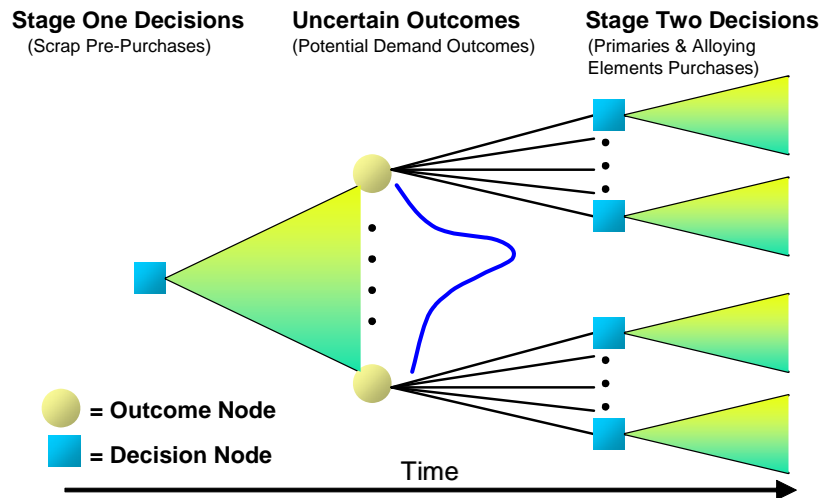 Stage One Decisions
(Scrap Pre-Purchases)
Uncertain Outcomes
(Potential Demand Outcomes)
Stage Two Decisions
(Primaries & Alloying
Elements Purchases)
= Outcome Node
= Decision Node
Time